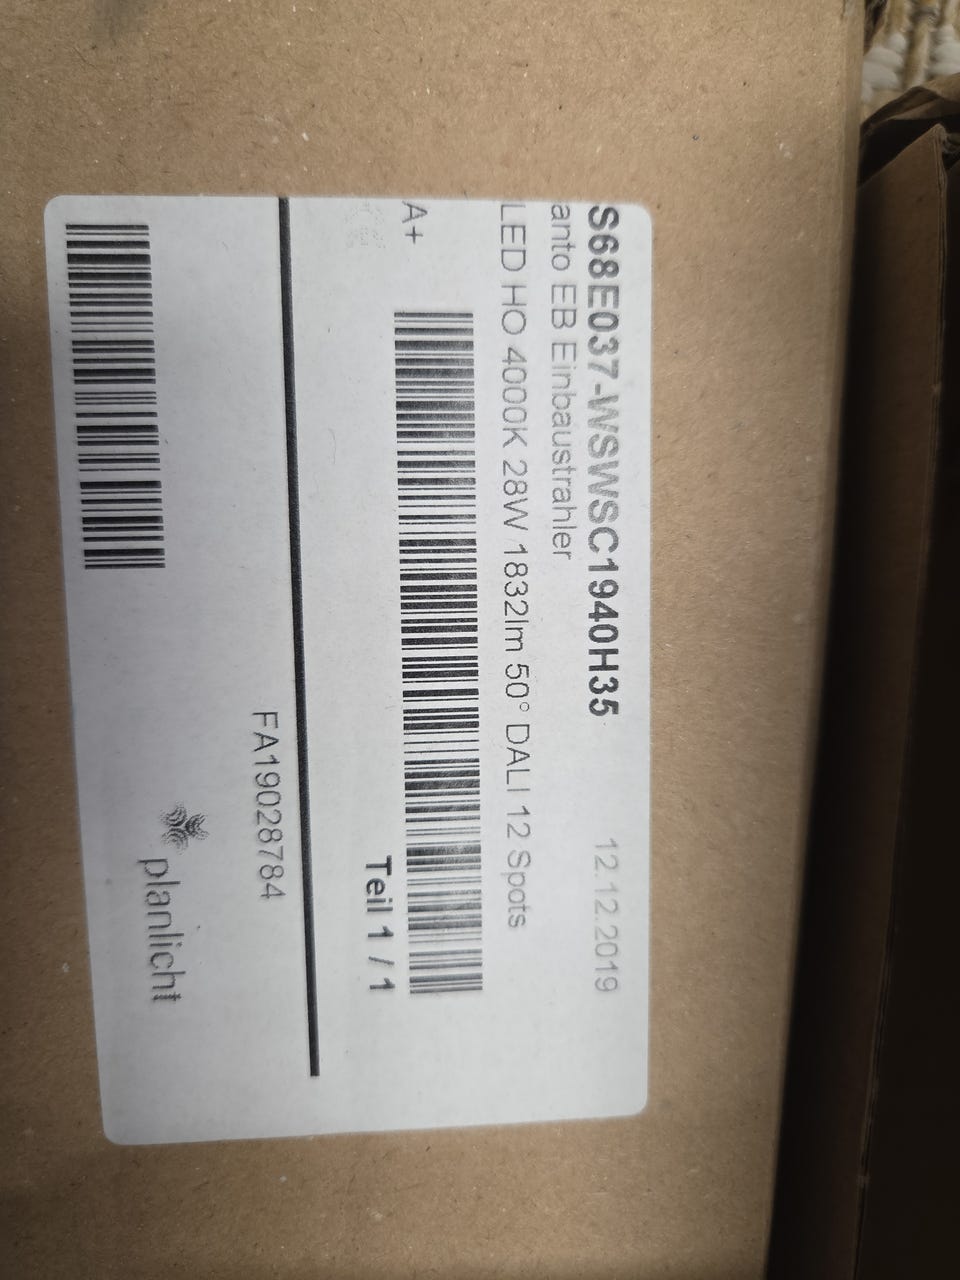 S68E037-WSWSC1940H35 12.12.2019
anto EB Einbaustrahler
LED HO 4000K 28W 1832lm 50° DALI 12 Spots
A+
Teil 1 / 1
FA19028784
planlicht